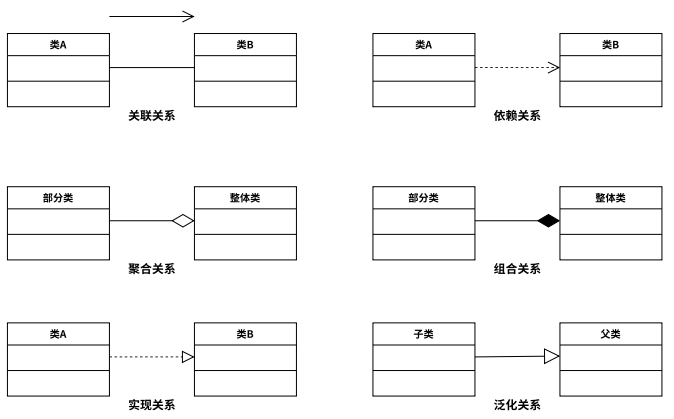 类A
类B
关联关系
类A
类B
依赖关系
部分类
整体类
聚合关系
部分类
整体类
组合关系
类A
类B
实现关系
子类
父类
泛化关系